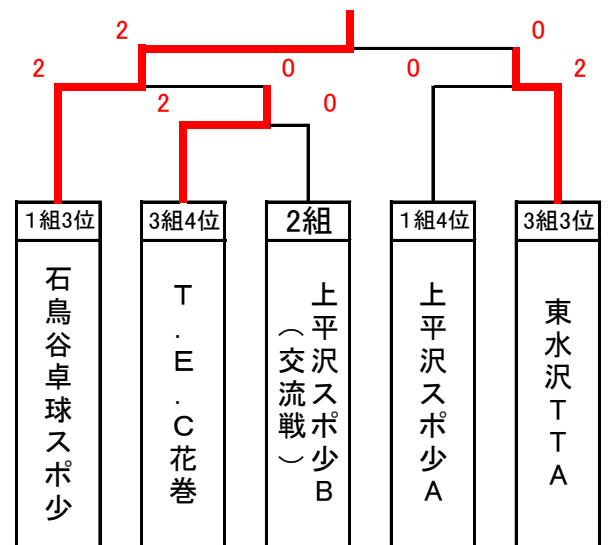 2
0
2
0
0
2
2
0
1組3位
3組4位
2組
1組4位
3組3位
石鳥谷卓球スポ少
T.E.C花巻
上平沢スポ少B
（交流戦）
上平沢スポ少A
東水沢TTA